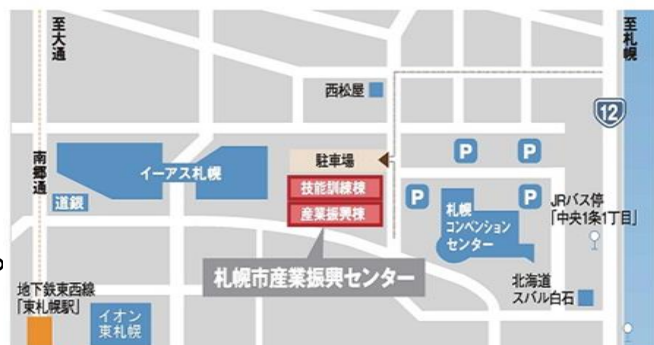 至大通
至札幌
西松屋
12
南郷通
イーアス札幌
道銀
駐車場
技能訓練棟
産業振興棟
P
P
P
P
札幌
コンベンション
センター
JRバス停
「中央1条1丁目」
札幌市産業振興センター
地下鉄東西線
「東札幌駅」
イオン
東札幌
北海道
スバル白石